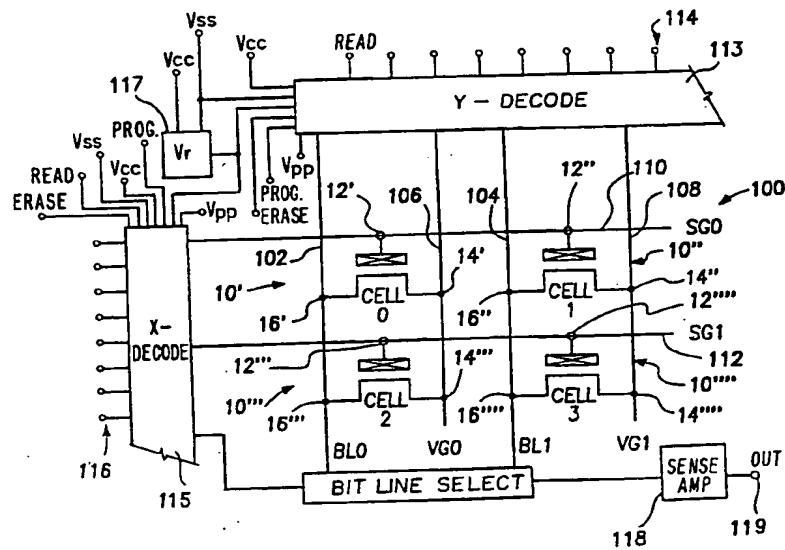 Vss
Vcc
117
Vcc
READ
114
113
Y-DECODE
Vr
PROG.
Vss
Vcc
READ
ERASE
Vpp
Vpp
PROG.
ERASE
12'
106
104
12"
110
108
100
SG0
102
10"
10'
14'
14"
CELL
0
CELL
1
16'
16"
12""
X-
DECODE
SG1
12'''
14'''
112
10'''
10""
CELL
2
CELL
3
16'''
16""
14""
BL0
VG0
BL1
VG1
116
115
BIT LINE SELECT
SENSE
AMP
OUT
118
119